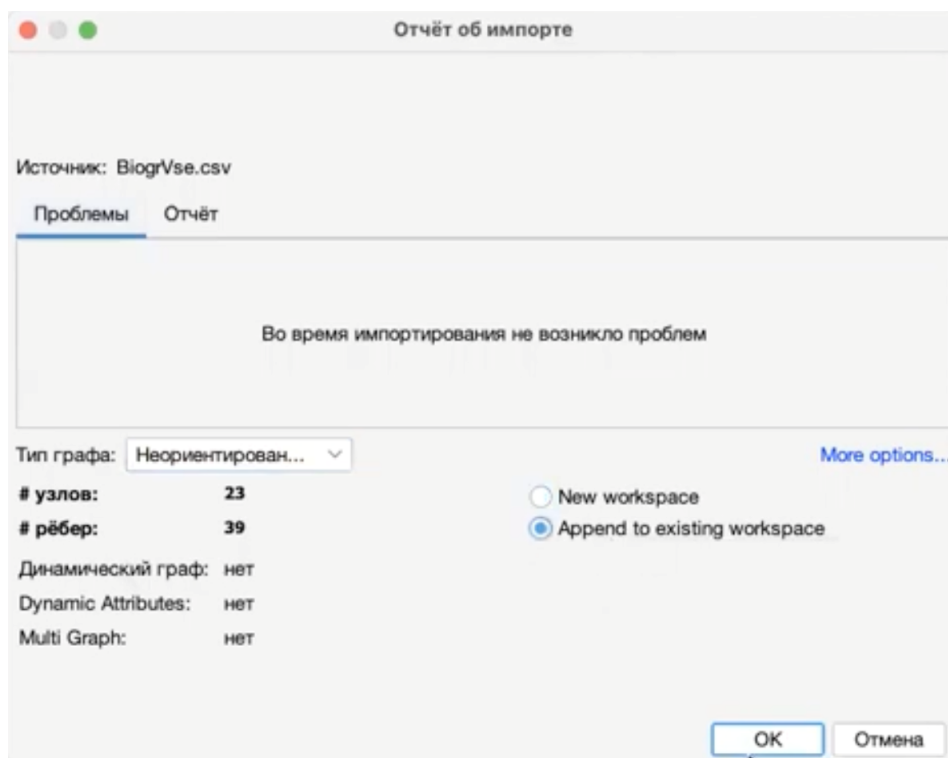 Отчёт об импорте
Источник: BiogrVse.csv
Проблемы Отчёт
Во время импортирования не возникло проблем
Тип графа: Неориентирован... More options...
# узлов: 23 New workspace
# рёбер: 39 Append to existing workspace
Динамический граф: нет
Dynamic Attributes: нет
Multi Graph: нет
OK Отмена